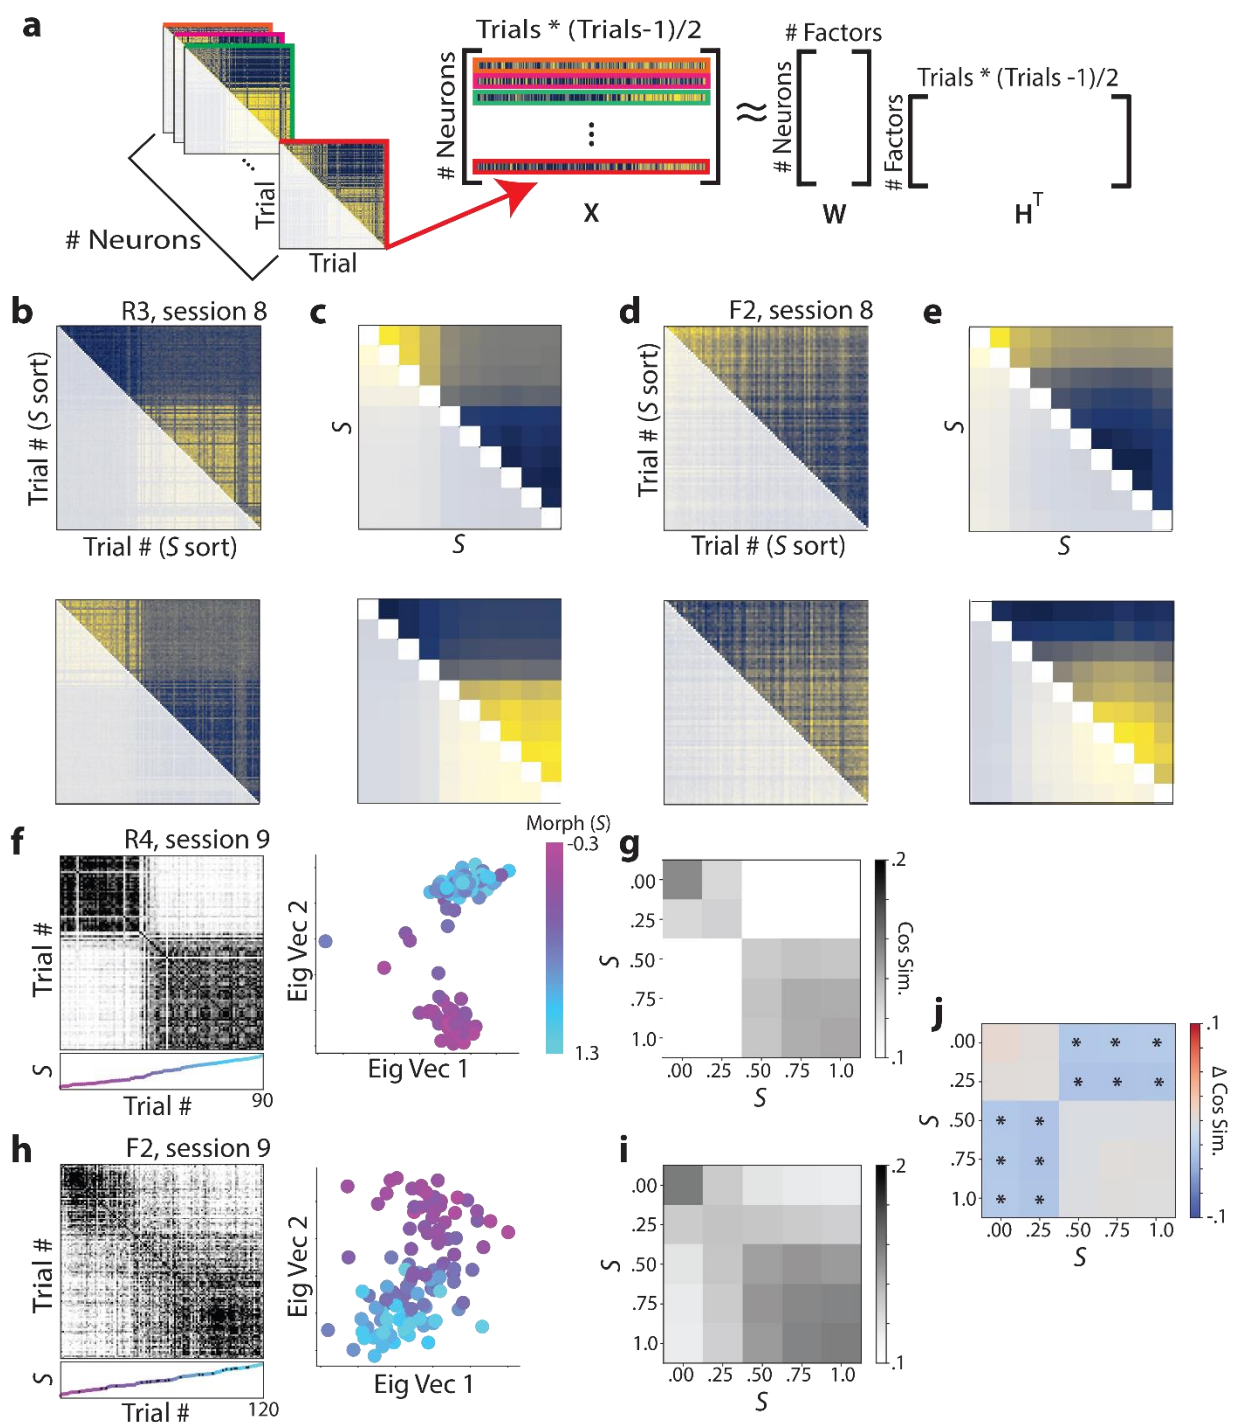 a
Trials * (Trials-1)/2
# Neurons
X
≈
# Factors
# Neurons
W
Trials * (Trials -1)/2
# Factors
H^T
# Neurons
Trial
Trial
b
R3, session 8
Trial # (S sort)
Trial # (S sort)
c
S
S
d
F2, session 8
Trial # (S sort)
Trial # (S sort)
e
S
S
f
R4, session 9
Trial #
S
Trial #
90
Eig Vec 2
Eig Vec 1
Morph (S)
-0.3
1.3
g
.00
.25
.50
.75
1.0
S
.00 .25 .50 .75 1.0
S
.2
Cos Sim.
.1
h
F2, session 9
Trial #
S
Trial #
120
Eig Vec 2
Eig Vec 1
i
.00
.25
.50
.75
1.0
S
.00 .25 .50 .75 1.0
S
.2
.1
j
.00 * * *
.25 * * *
.50 * *
.75 * *
1.0 * *
S
.00 .25 .50 .75 1.0
S
.1
Δ Cos Sim.
-.1